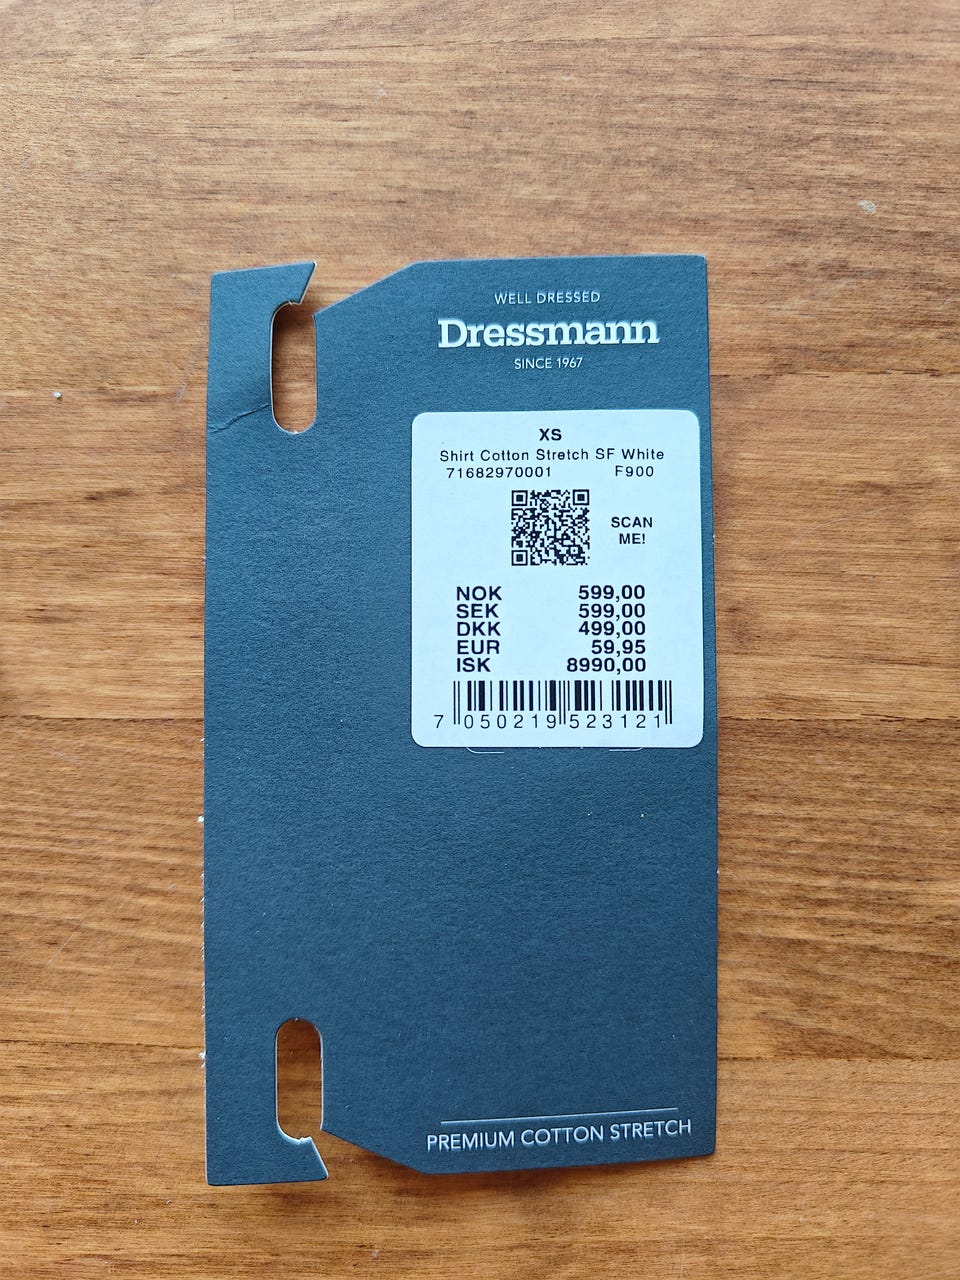 WELL DRESSED
Dressmann
SINCE 1967
XS
Shirt Cotton Stretch SF White
71682970001 F900
SCAN
ME!
NOK 599,00
SEK 599,00
DKK 499,00
EUR 59,95
ISK 8990,00
7 050219 523121
PREMIUM COTTON STRETCH